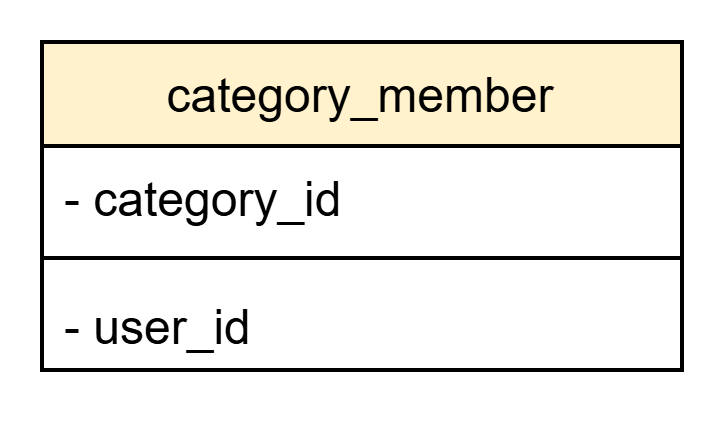 category_member
- category_id
- user_id